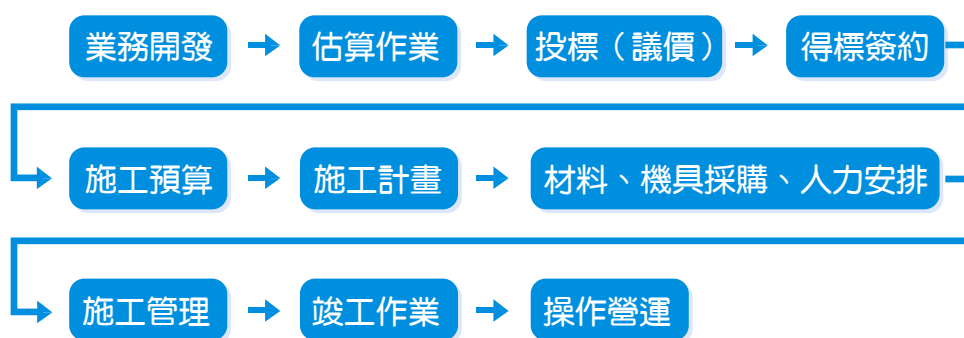 業務開發 估算作業 投標（議價） 得標簽約
施工預算 施工計畫 材料、機具採購、人力安排
施工管理 竣工作業 操作營運